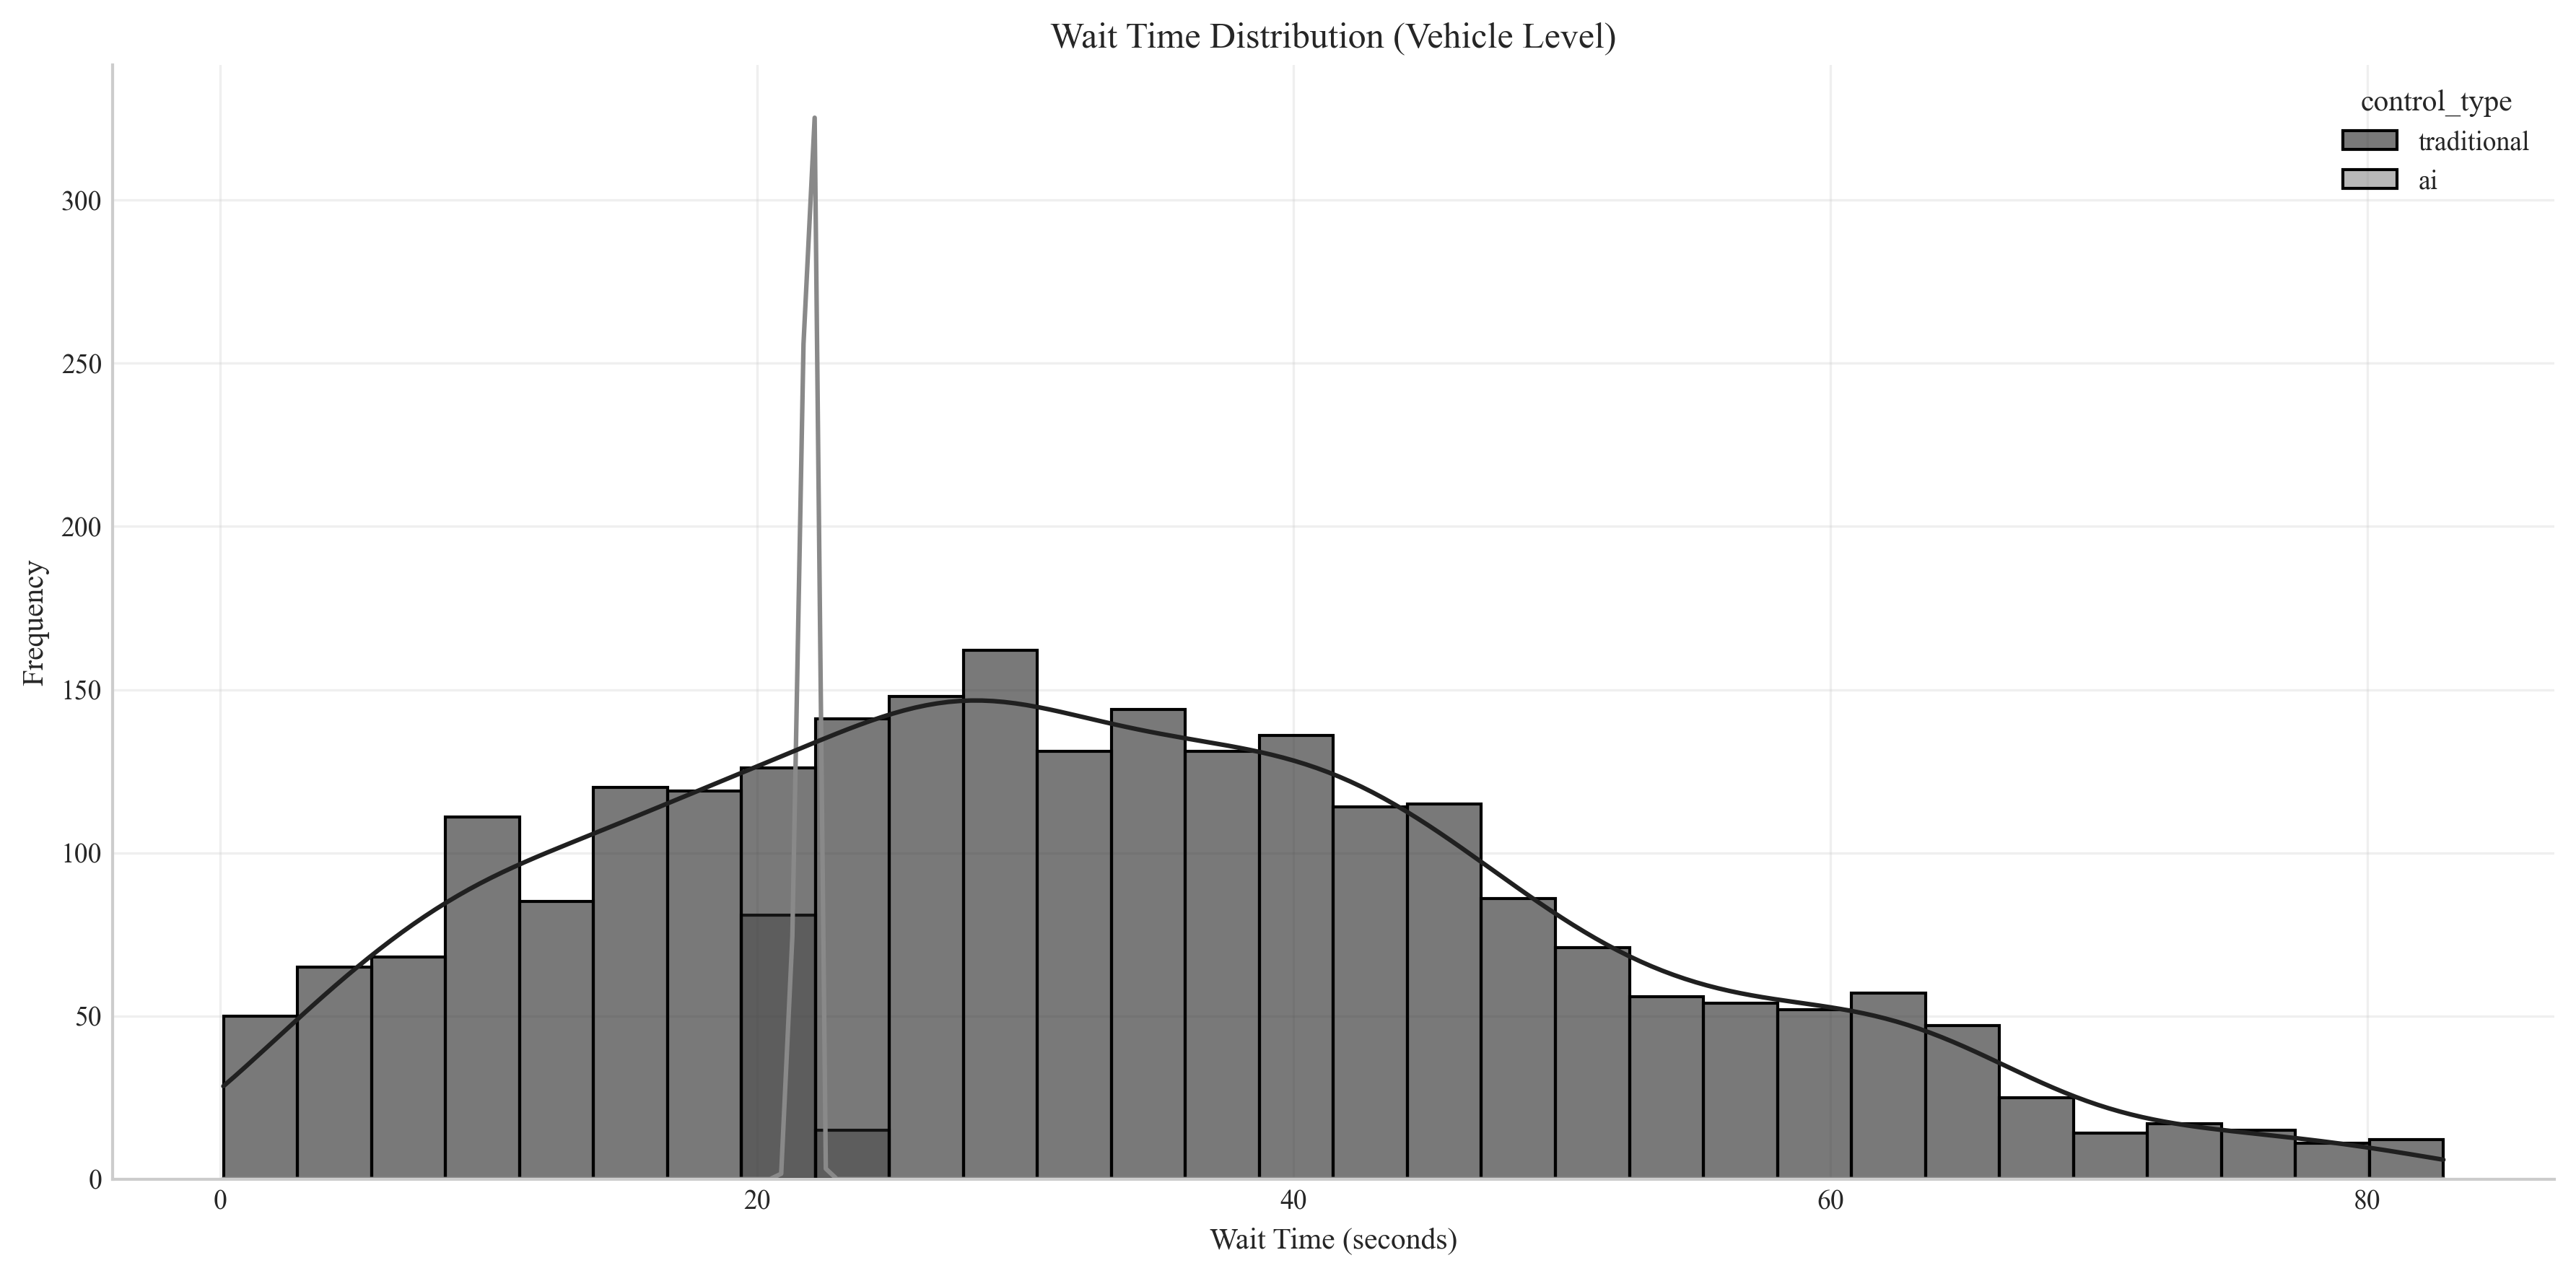 Wait Time Distribution (Vehicle Level)
control_type
traditional
ai
300
250
200
150
100
50
0
Frequency
0 20 40 60 80
Wait Time (seconds)